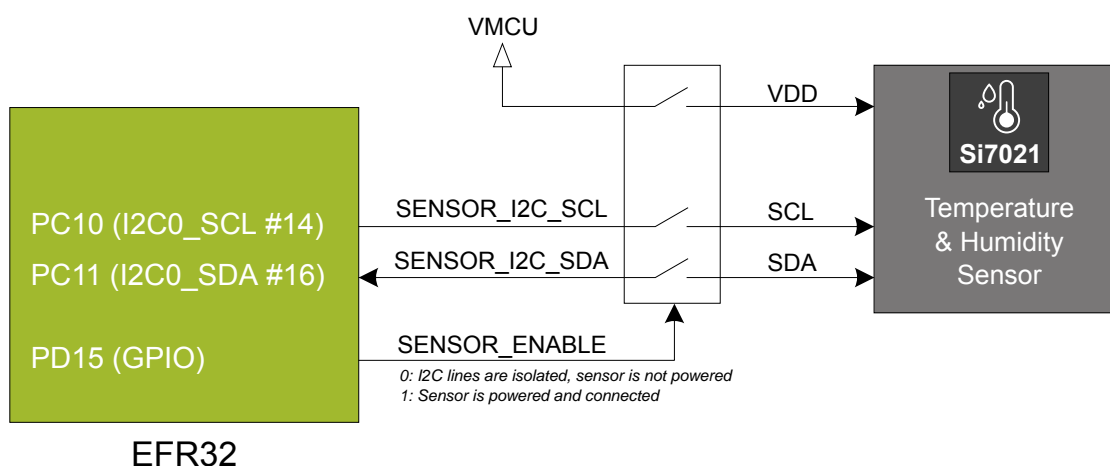 VMCU
VDD
Si7021
PC10 (I2C0_SCL #14)
SENSOR_I2C_SCL
SCL
Temperature
& Humidity
Sensor
PC11 (I2C0_SDA #16)
SENSOR_I2C_SDA
SDA
PD15 (GPIO)
SENSOR_ENABLE
0: I2C lines are isolated, sensor is not powered
1: Sensor is powered and connected
EFR32